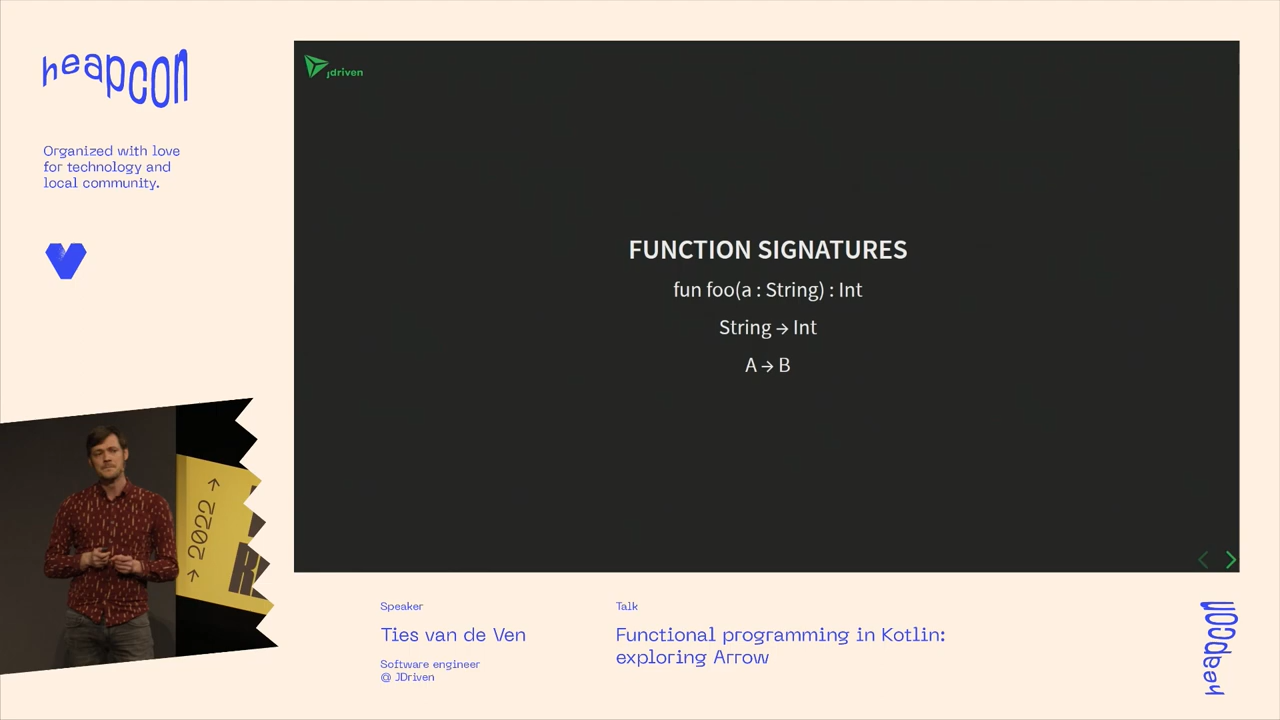 heapcon
Organized with love
for technology and
local community.
jdriven
FUNCTION SIGNATURES
fun foo(a : String) : Int
String → Int
A → B
→ 2022 →
Speaker
Ties van de Ven
Software engineer
@ JDriven
Talk
Functional programming in Kotlin:
exploring Arrow
heapcon